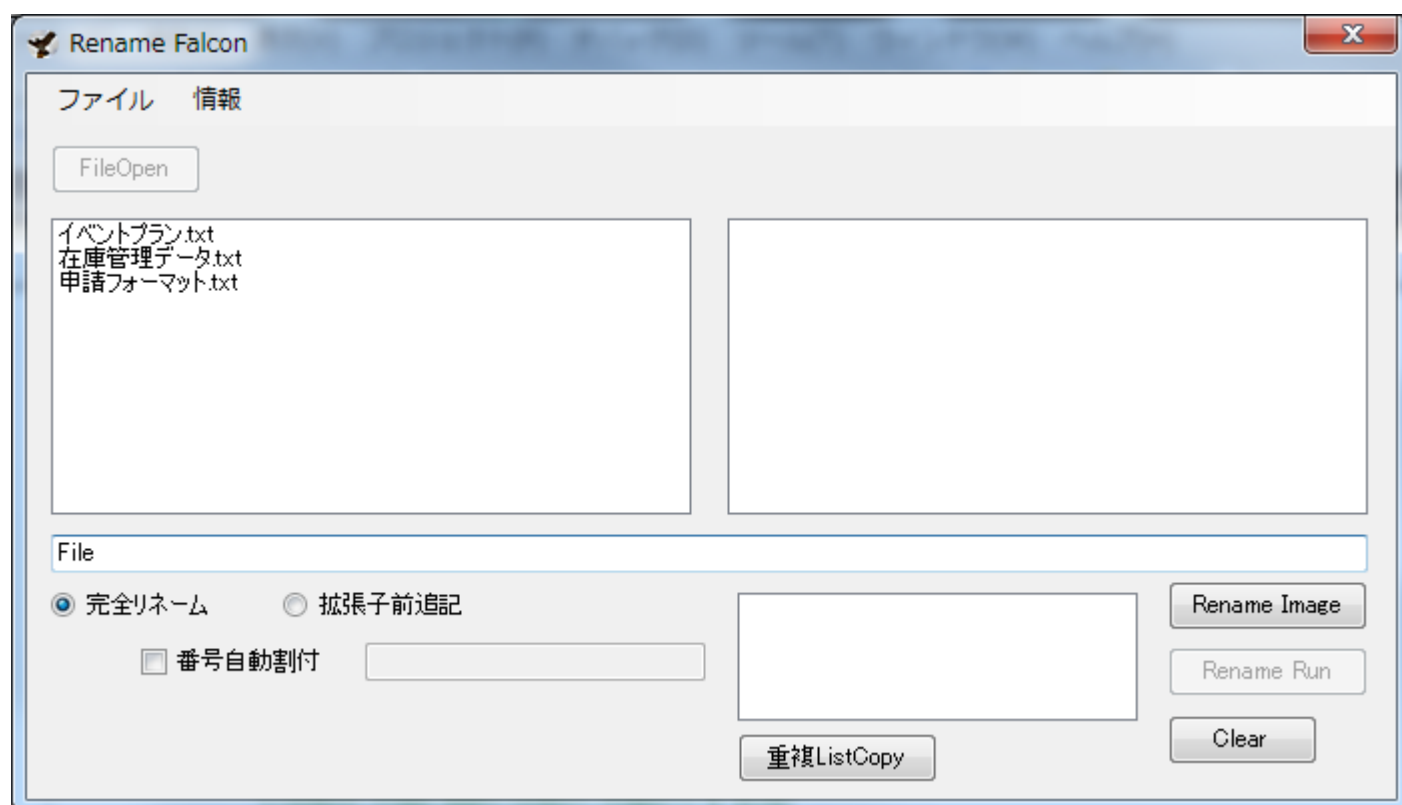 Rename Falcon
ファイル 情報
FileOpen
イベントプラン.txt
在庫管理データ.txt
申請フォーマット.txt
File
完全リネーム 拡張子前追記
番号自動割付
Rename Image
Rename Run
Clear
重複ListCopy